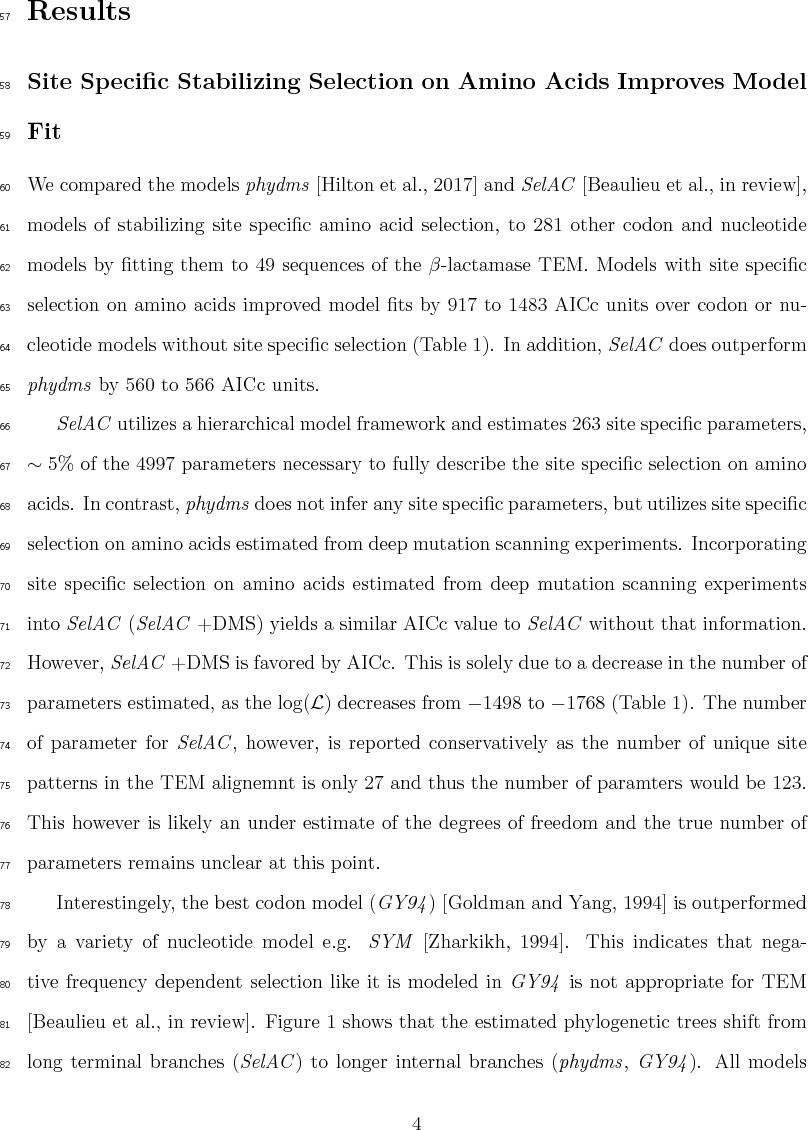 57 Results
58 Site Specific Stabilizing Selection on Amino Acids Improves Model
59 Fit
60 We compared the models phydms [Hilton et al., 2017] and SelAC [Beaulieu et al., in review],
61 models of stabilizing site specific amino acid selection, to 281 other codon and nucleotide
62 models by fitting them to 49 sequences of the β-lactamase TEM. Models with site specific
63 selection on amino acids improved model fits by 917 to 1483 AICc units over codon or nu-
64 cleotide models without site specific selection (Table 1). In addition, SelAC does outperform
65 phydms by 560 to 566 AICc units.
66 SelAC utilizes a hierarchical model framework and estimates 263 site specific parameters,
67 ∼ 5% of the 4997 parameters necessary to fully describe the site specific selection on amino
68 acids. In contrast, phydms does not infer any site specific parameters, but utilizes site specific
69 selection on amino acids estimated from deep mutation scanning experiments. Incorporating
70 site specific selection on amino acids estimated from deep mutation scanning experiments
71 into SelAC (SelAC +DMS) yields a similar AICc value to SelAC without that information.
72 However, SelAC +DMS is favored by AICc. This is solely due to a decrease in the number of
73 parameters estimated, as the log(ℒ) decreases from −1498 to −1768 (Table 1). The number
74 of parameter for SelAC, however, is reported conservatively as the number of unique site
75 patterns in the TEM alignemnt is only 27 and thus the number of paramters would be 123.
76 This however is likely an under estimate of the degrees of freedom and the true number of
77 parameters remains unclear at this point.
78 Interestingely, the best codon model (GY94) [Goldman and Yang, 1994] is outperformed
79 by a variety of nucleotide model e.g. SYM [Zharkikh, 1994]. This indicates that nega-
80 tive frequency dependent selection like it is modeled in GY94 is not appropriate for TEM
81 [Beaulieu et al., in review]. Figure 1 shows that the estimated phylogenetic trees shift from
82 long terminal branches (SelAC) to longer internal branches (phydms, GY94). All models
4